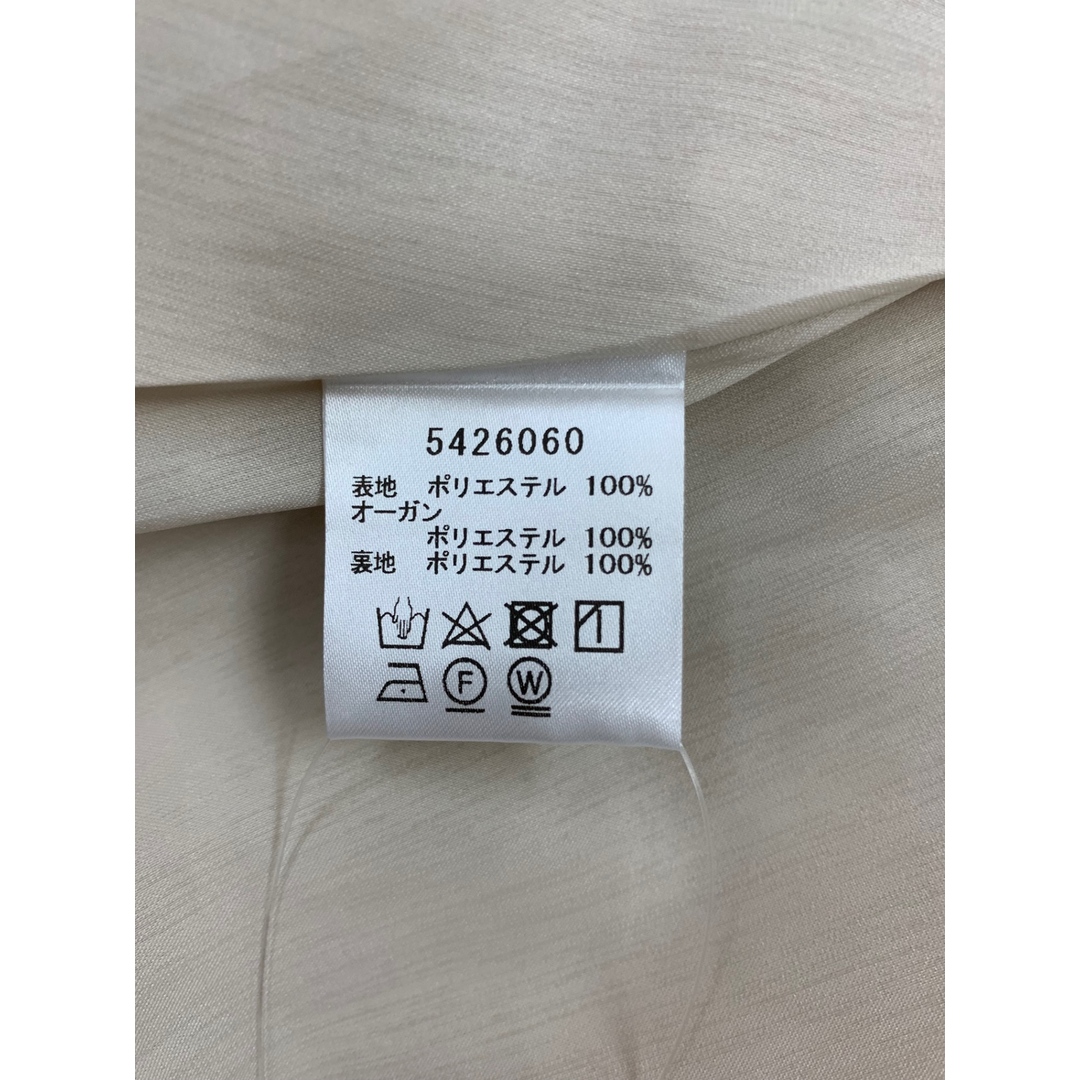 5426060
表地 ポリエステル 100%
オーガン
ポリエステル 100%
裏地 ポリエステル 100%
F W